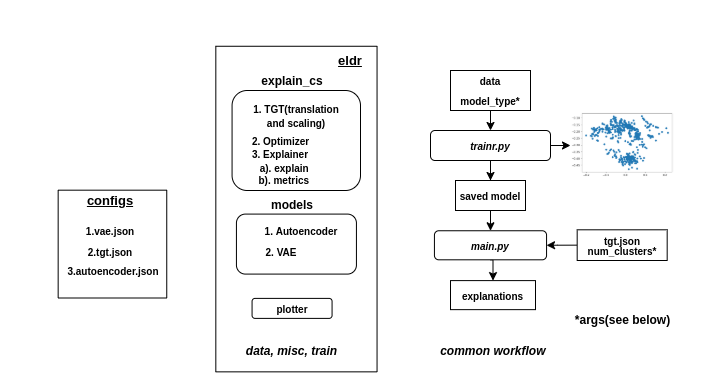 configs
1.vae.json
2.tgt.json
3.autoencoder.json
eldr
explain_cs
1. TGT(translation
and scaling)
2. Optimizer
3. Explainer
a). explain
b). metrics
models
1. Autoencoder
2. VAE
plotter
data, misc, train
data
model_type*
trainr.py
saved model
main.py
tgt.json
num_clusters*
explanations
*args(see below)
common workflow